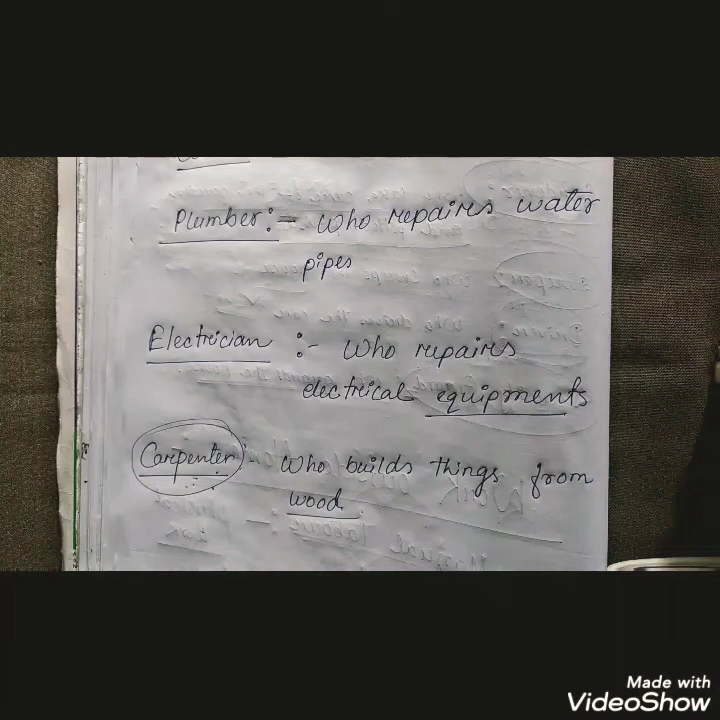 Plumber:- Who repairs water
pipes
Electrician :- Who repairs
electrical equipments
Carpenter: Who builds things from
wood
Made with
VideoShow